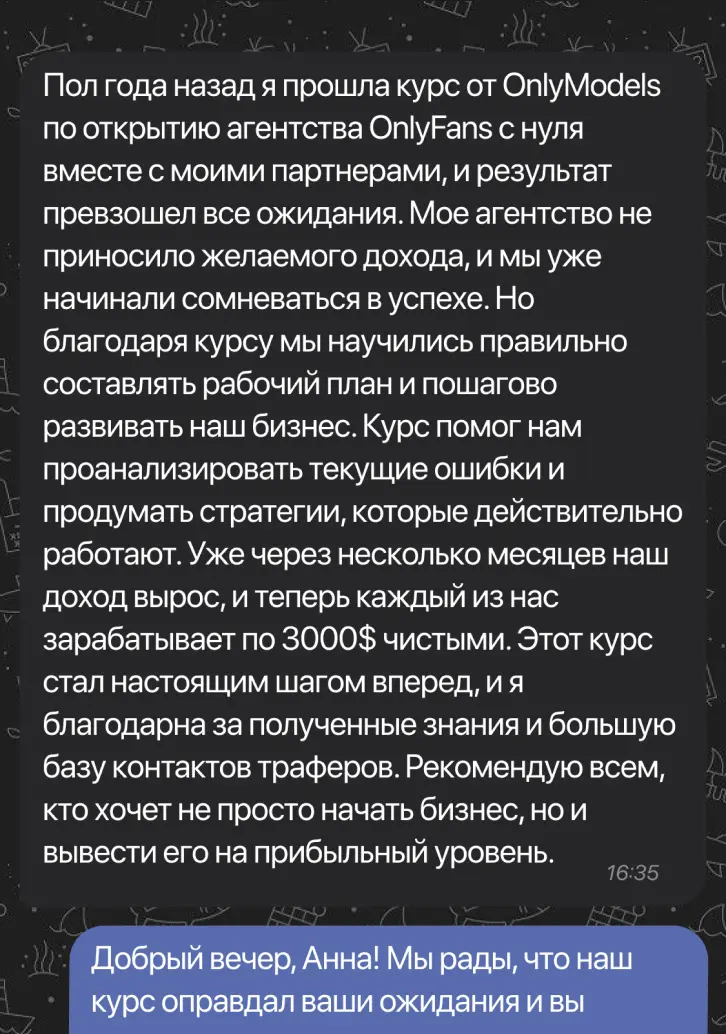 Пол года назад я прошла курс от OnlyModels
по открытию агентства OnlyFans с нуля
вместе с моими партнерами, и результат
превзошел все ожидания. Мое агентство не
приносило желаемого дохода, и мы уже
начинали сомневаться в успехе. Но
благодаря курсу мы научились правильно
составлять рабочий план и пошагово
развивать наш бизнес. Курс помог нам
проанализировать текущие ошибки и
продумать стратегии, которые действительно
работают. Уже через несколько месяцев наш
доход вырос, и теперь каждый из нас
зарабатывает по 3000$ чистыми. Этот курс
стал настоящим шагом вперед, и я
благодарна за полученные знания и большую
базу контактов траферов. Рекомендую всем,
кто хочет не просто начать бизнес, но и
вывести его на прибыльный уровень.
16:35
Добрый вечер, Анна! Мы рады, что наш
курс оправдал ваши ожидания и вы